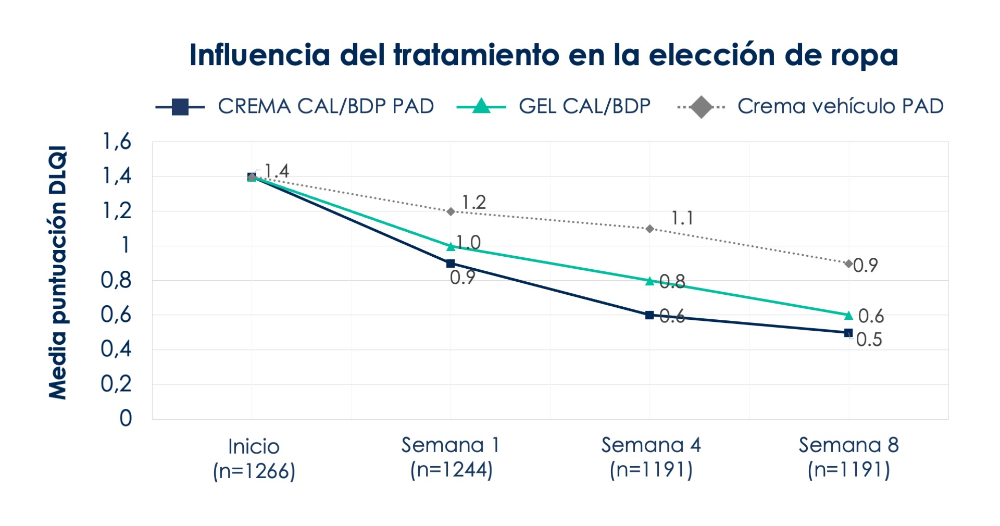 Influencia del tratamiento en la elección de ropa
CREMA CAL/BDP PAD
GEL CAL/BDP
Crema vehículo PAD
Media puntuación DLQI
1,6
1,4
1,2
1
0,8
0,6
0,4
0,2
0
1.4
1.2
1.1
0.9
1.0
0.8
0.6
0.9
0.6
0.5
Inicio
(n=1266)
Semana 1
(n=1244)
Semana 4
(n=1191)
Semana 8
(n=1191)